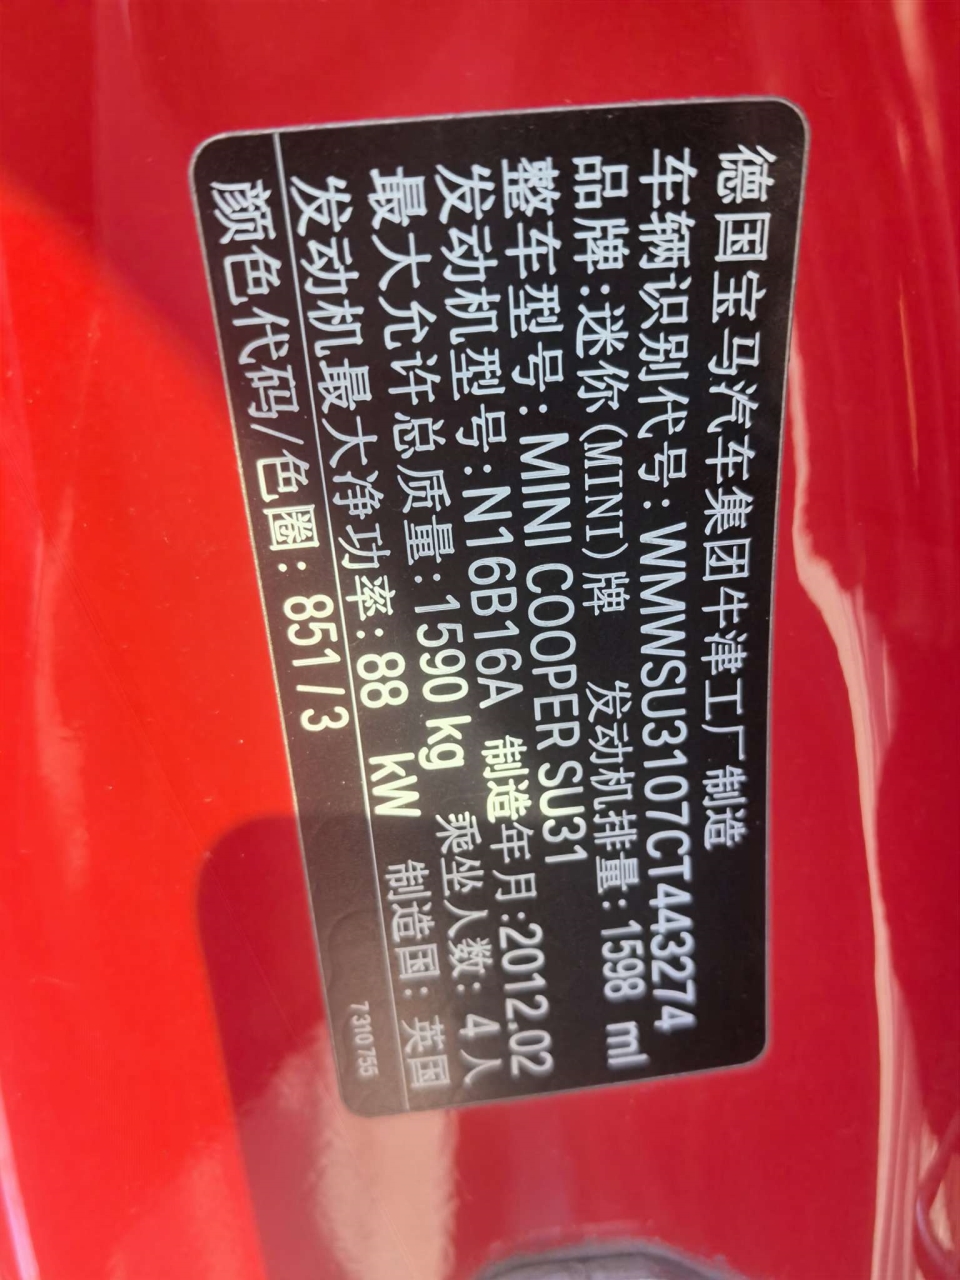 德国宝马汽车集团牛津工厂制造
车辆识别代号: WMWSU3107CT443274
品牌:迷你(MINI)牌 发动机排量: 1598 ml
整车型号: MINI COOPER SU31
发动机型号: N16B16A 制造年月:2012.02
最大允许总质量: 1590 kg 乘坐人数: 4人
发动机最大净功率: 88 kW 制造国: 英国
颜色代码/色圈: 851/3 7310755